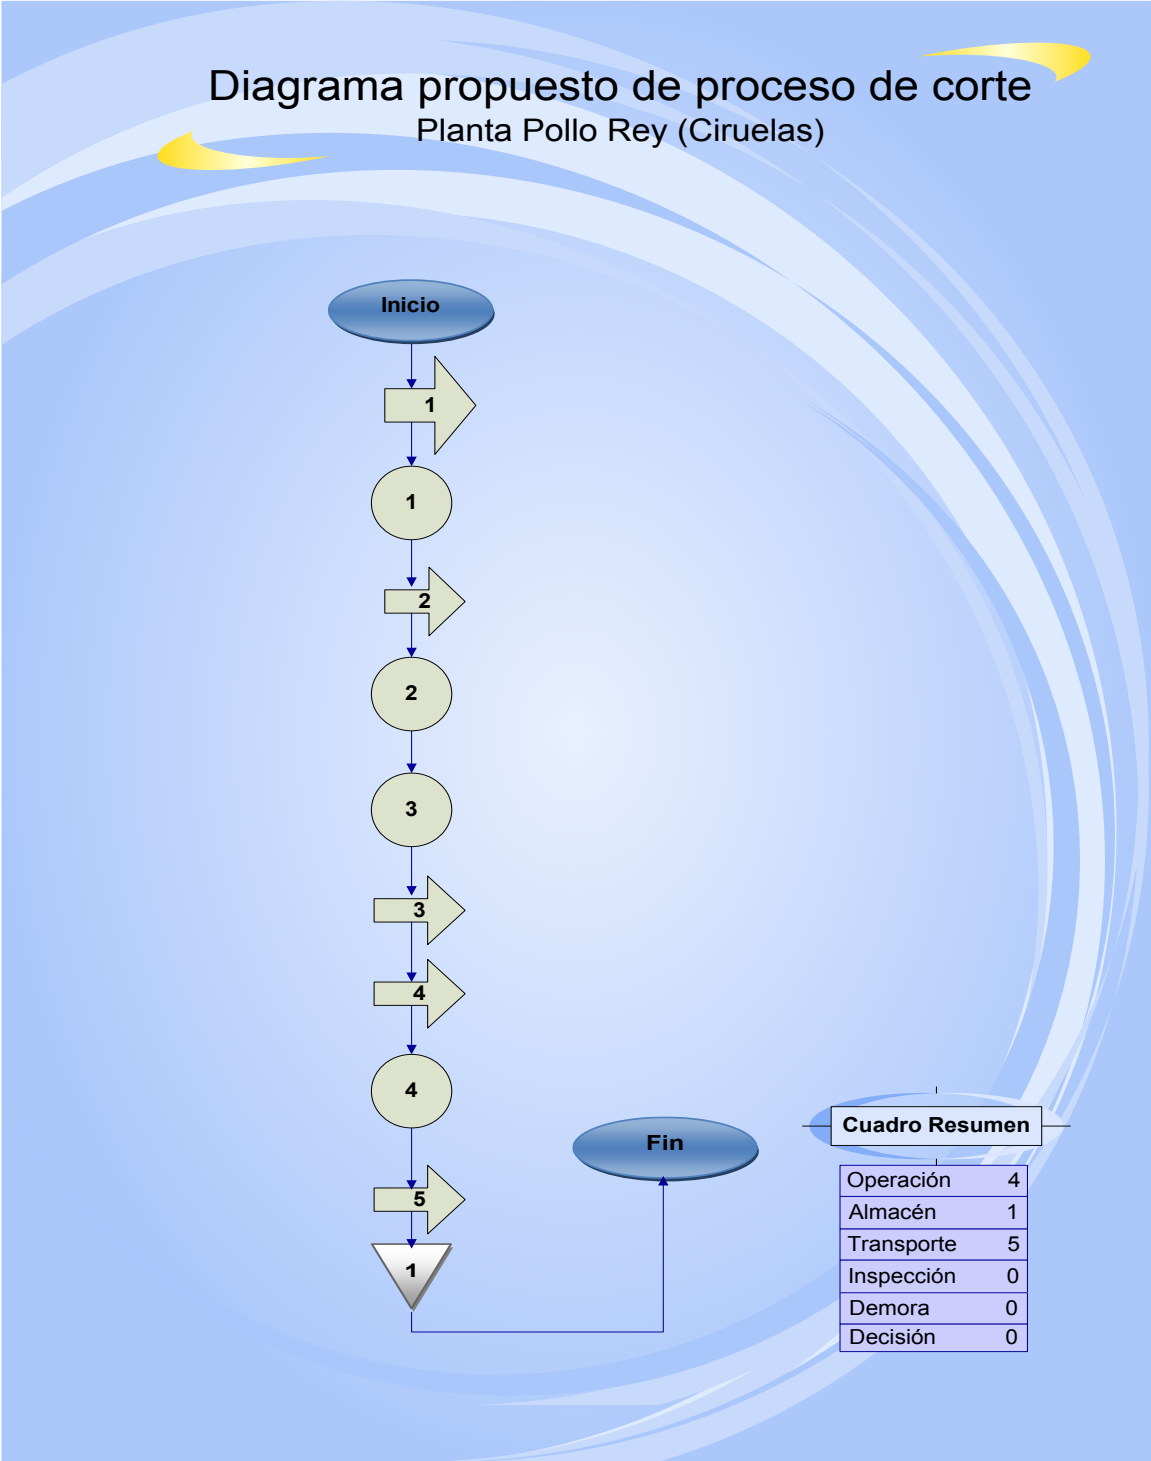 Diagrama propuesto de proceso de corte
Planta Pollo Rey (Ciruelas)
Inicio
1
1
2
2
3
3
4
4
5
1
Fin
Cuadro Resumen
Operación 4
Almacén 1
Transporte 5
Inspección 0
Demora 0
Decisión 0